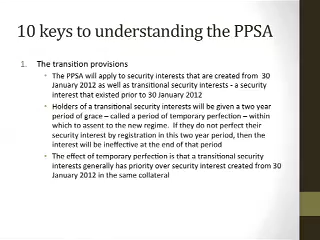 10 keys to understanding the PPSA
1. The transition provisions
• The PPSA will apply to security interests that are created from 30
January 2012 as well as transitional security interests - a security
interest that existed prior to 30 January 2012
• Holders of a transitional security interests will be given a two year
period of grace – called a period of temporary perfection – within
which to assent to the new regime. If they do not perfect their
security interest by registration in this two year period, then the
interest will be ineffective at the end of that period
• The effect of temporary perfection is that a transitional security
interests generally has priority over security interest created from 30
January 2012 in the same collateral